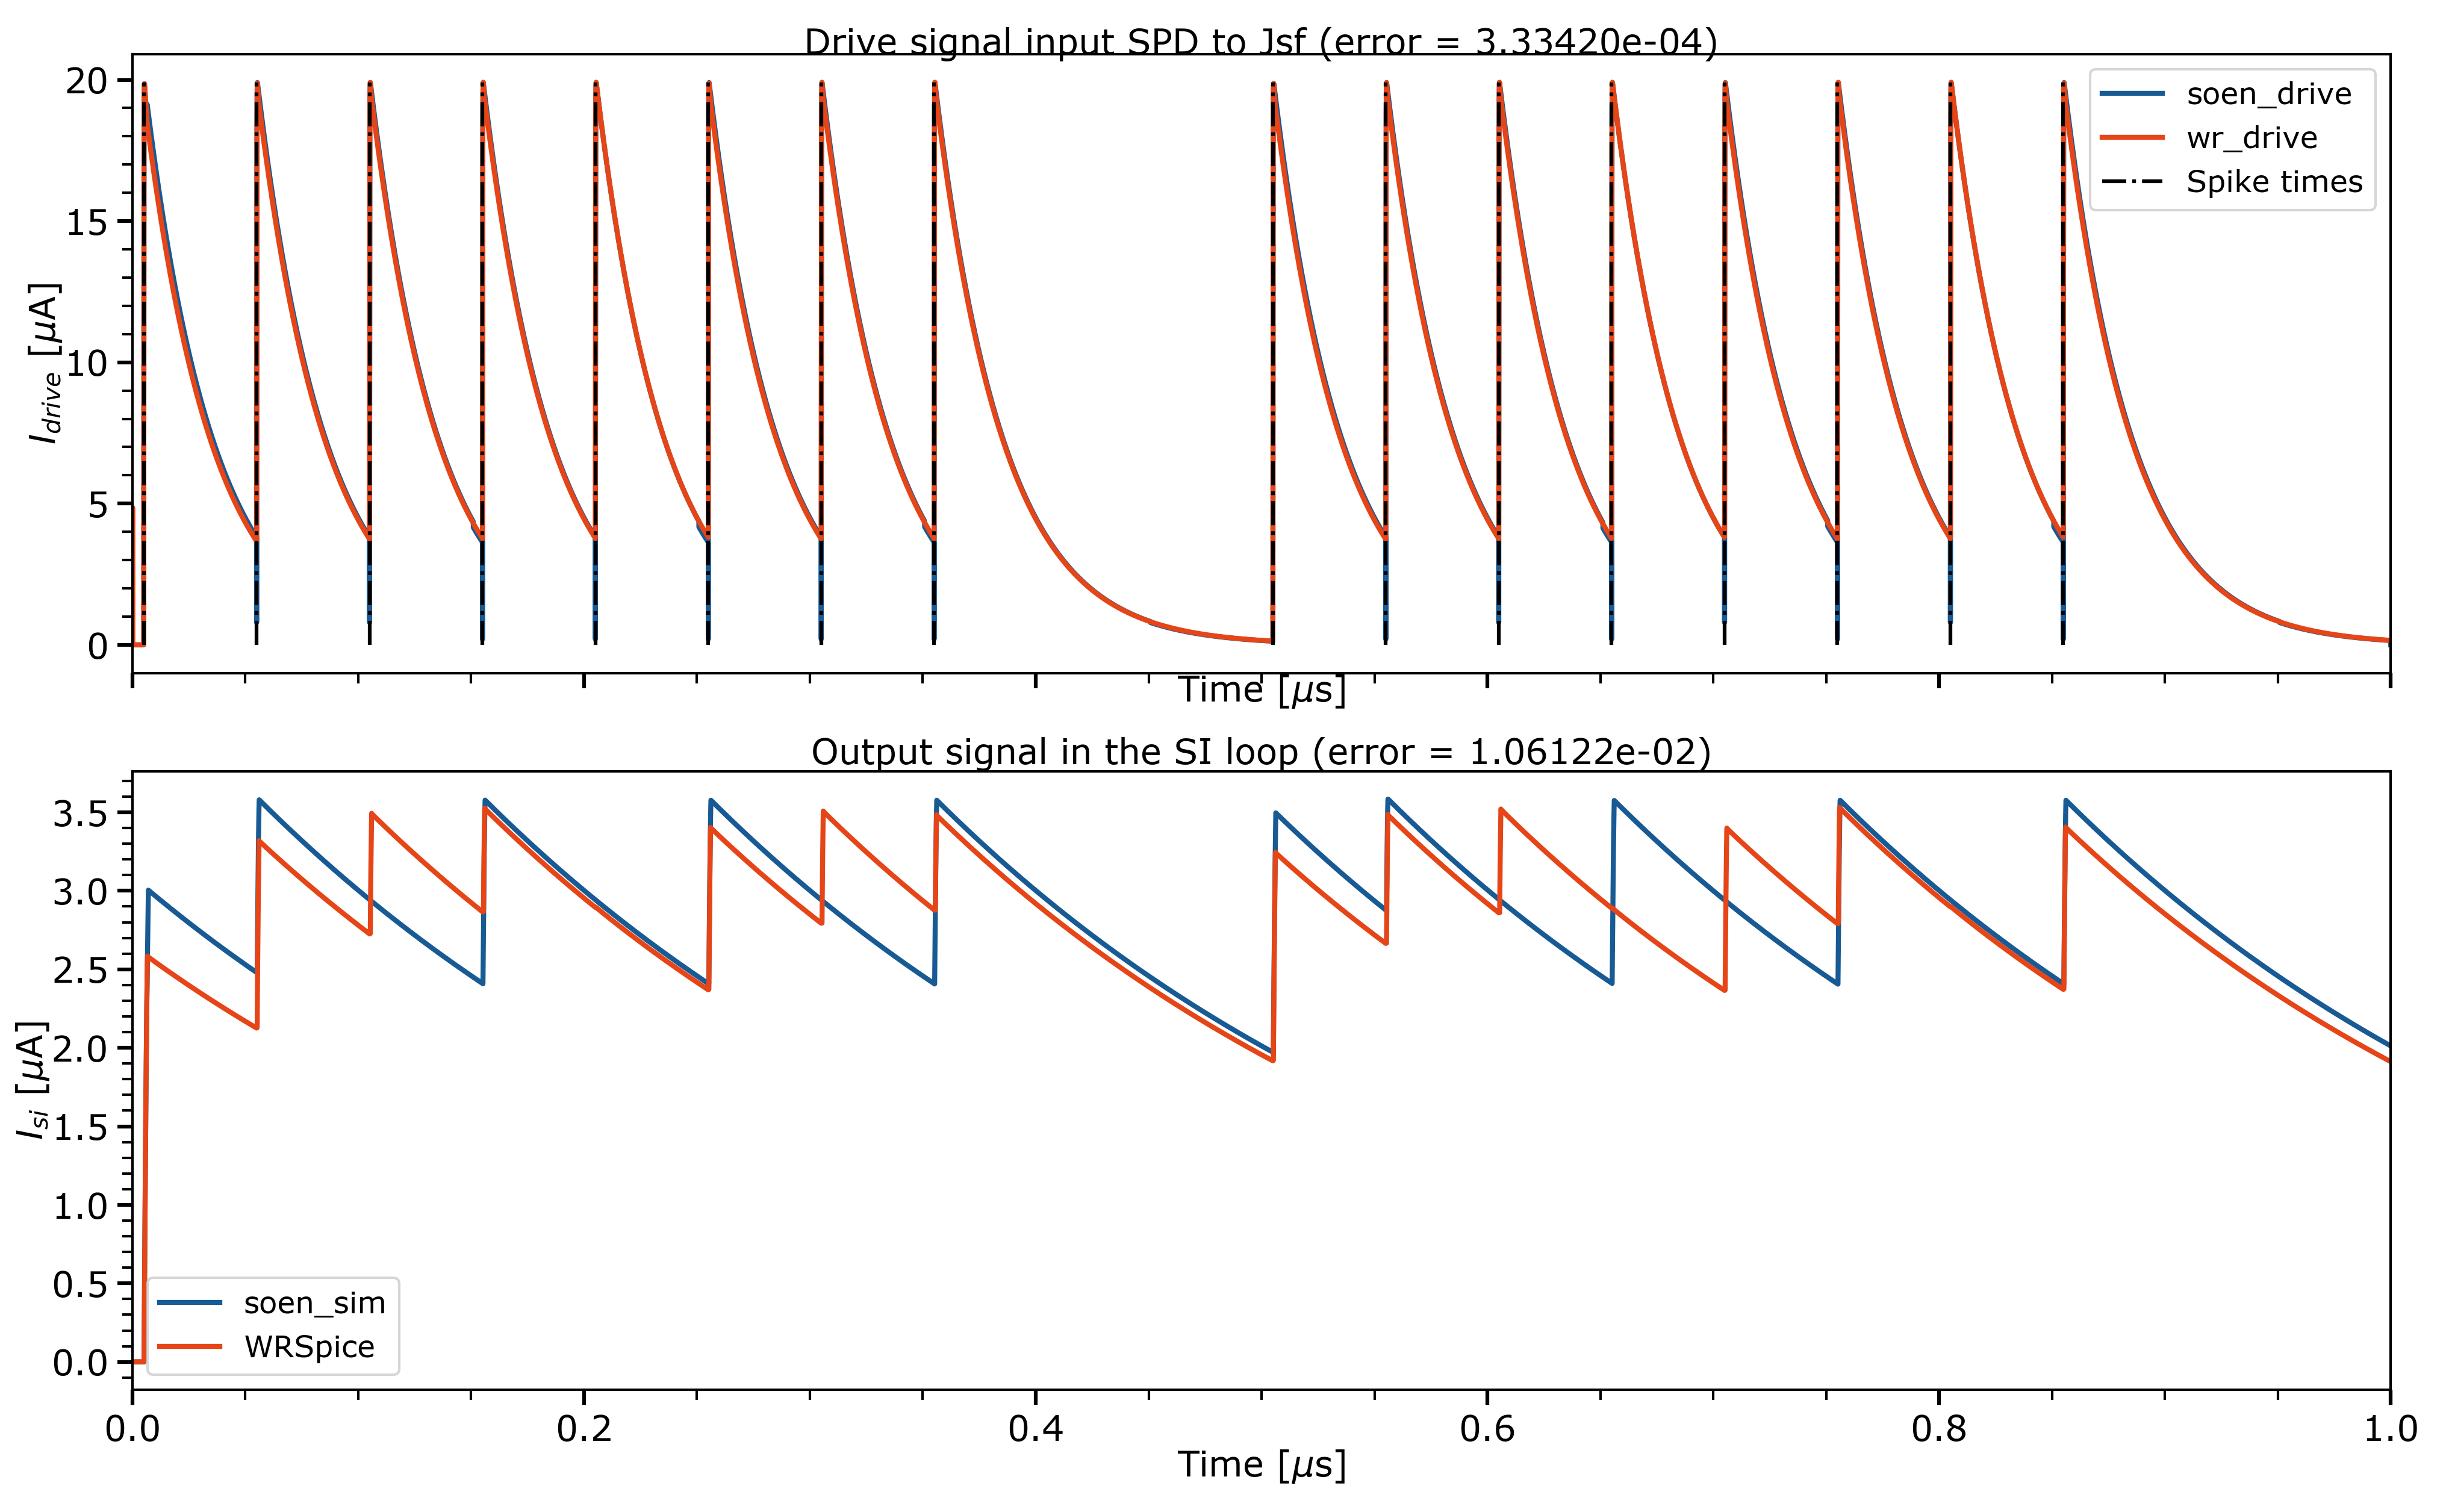 Drive signal input SPD to Jsf (error = 3.33420e-04)
20
15
10
5
0
I_drive [μA]
soen_drive
wr_drive
Spike times
Time [μs]
Output signal in the SI loop (error = 1.06122e-02)
3.5
3.0
2.5
2.0
1.5
1.0
0.5
0.0
I_si [μA]
soen_sim
WRSpice
0.0 0.2 0.4 0.6 0.8 1.0
Time [μs]